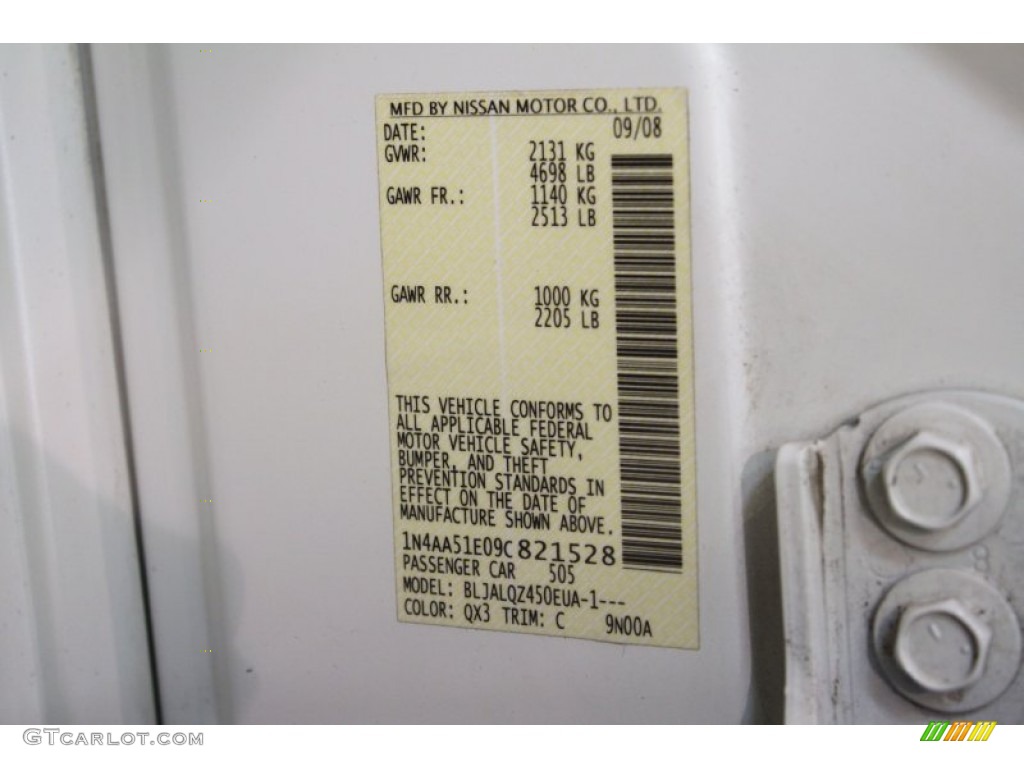 MFD BY NISSAN MOTOR CO., LTD.
DATE: 09/08
GVWR: 2131 KG
4698 LB
GAWR FR.: 1140 KG
2513 LB
GAWR RR.: 1000 KG
2205 LB
THIS VEHICLE CONFORMS TO
ALL APPLICABLE FEDERAL
MOTOR VEHICLE SAFETY,
BUMPER, AND THEFT
PREVENTION STANDARDS IN
EFFECT ON THE DATE OF
MANUFACTURE SHOWN ABOVE.
1N4AA51E09C821528
PASSENGER CAR 505
MODEL: BLJALQZ450EUA-1---
COLOR: QX3 TRIM: C 9N00A
GTCARLOT.COM